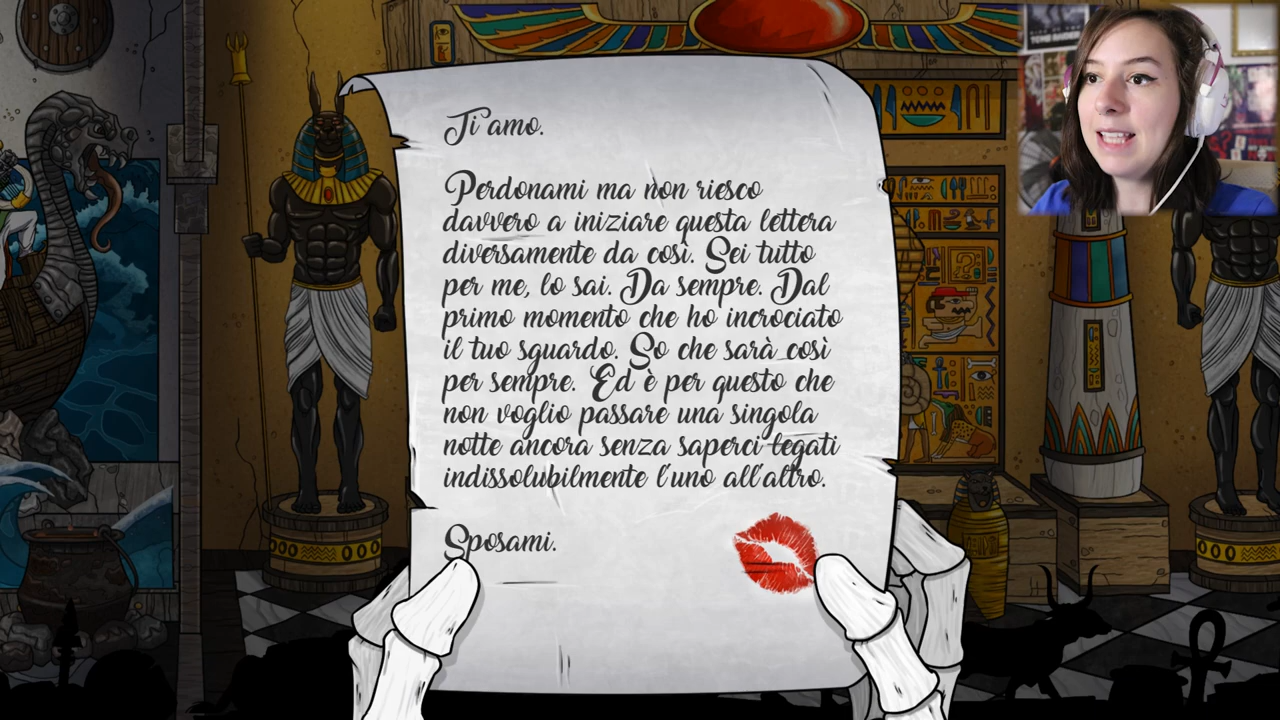 Ti amo.
Perdonami ma non riesco
davvero a iniziare questa lettera
diversamente da così. Sei tutto
per me, lo sai. Da sempre. Dal
primo momento che ho incrociato
il tuo sguardo. So che sarà così
per sempre. Ed è per questo che
non voglio passare una singola
notte ancora senza saperci legati
indissolubilmente l'uno all'altro.
Sposami.